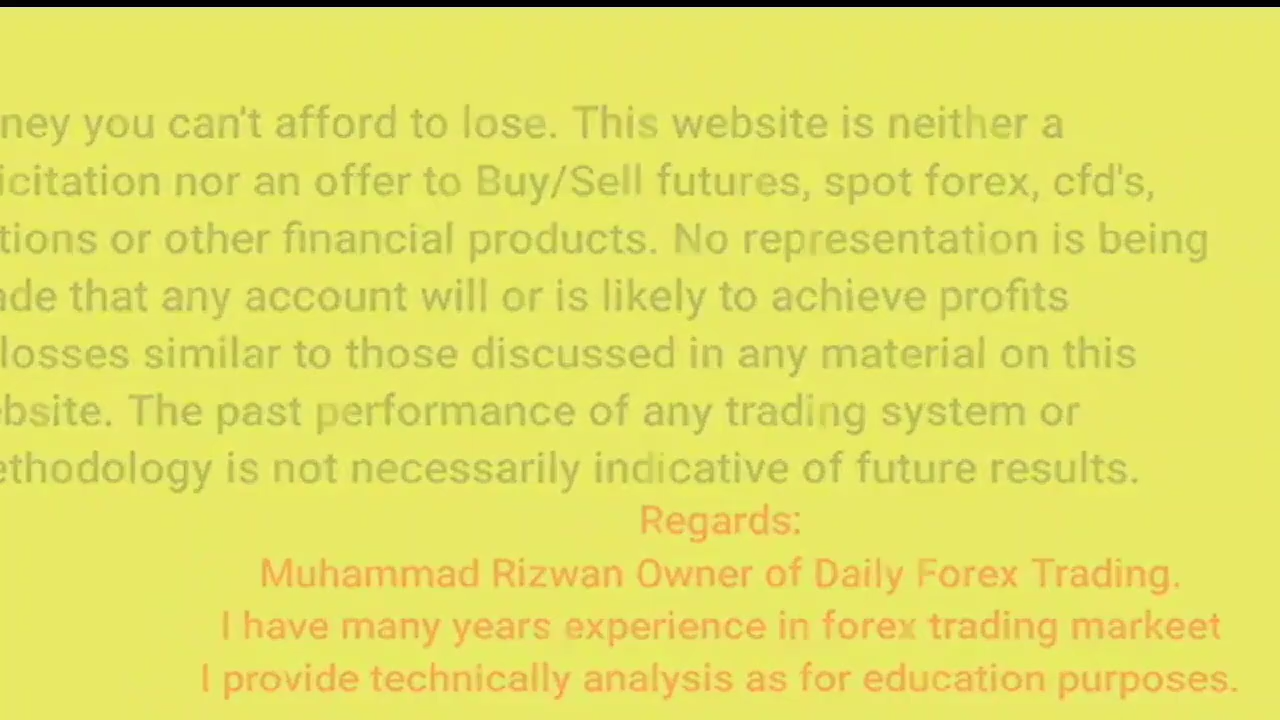 ney you can't afford to lose. This website is neither a
icitation nor an offer to Buy/Sell futures, spot forex, cfd's,
tions or other financial products. No representation is being
ade that any account will or is likely to achieve profits
losses similar to those discussed in any material on this
ebsite. The past performance of any trading system or
ethodology is not necessarily indicative of future results.
Regards:
Muhammad Rizwan Owner of Daily Forex Trading.
I have many years experience in forex trading markeet
I provide technically analysis as for education purposes.